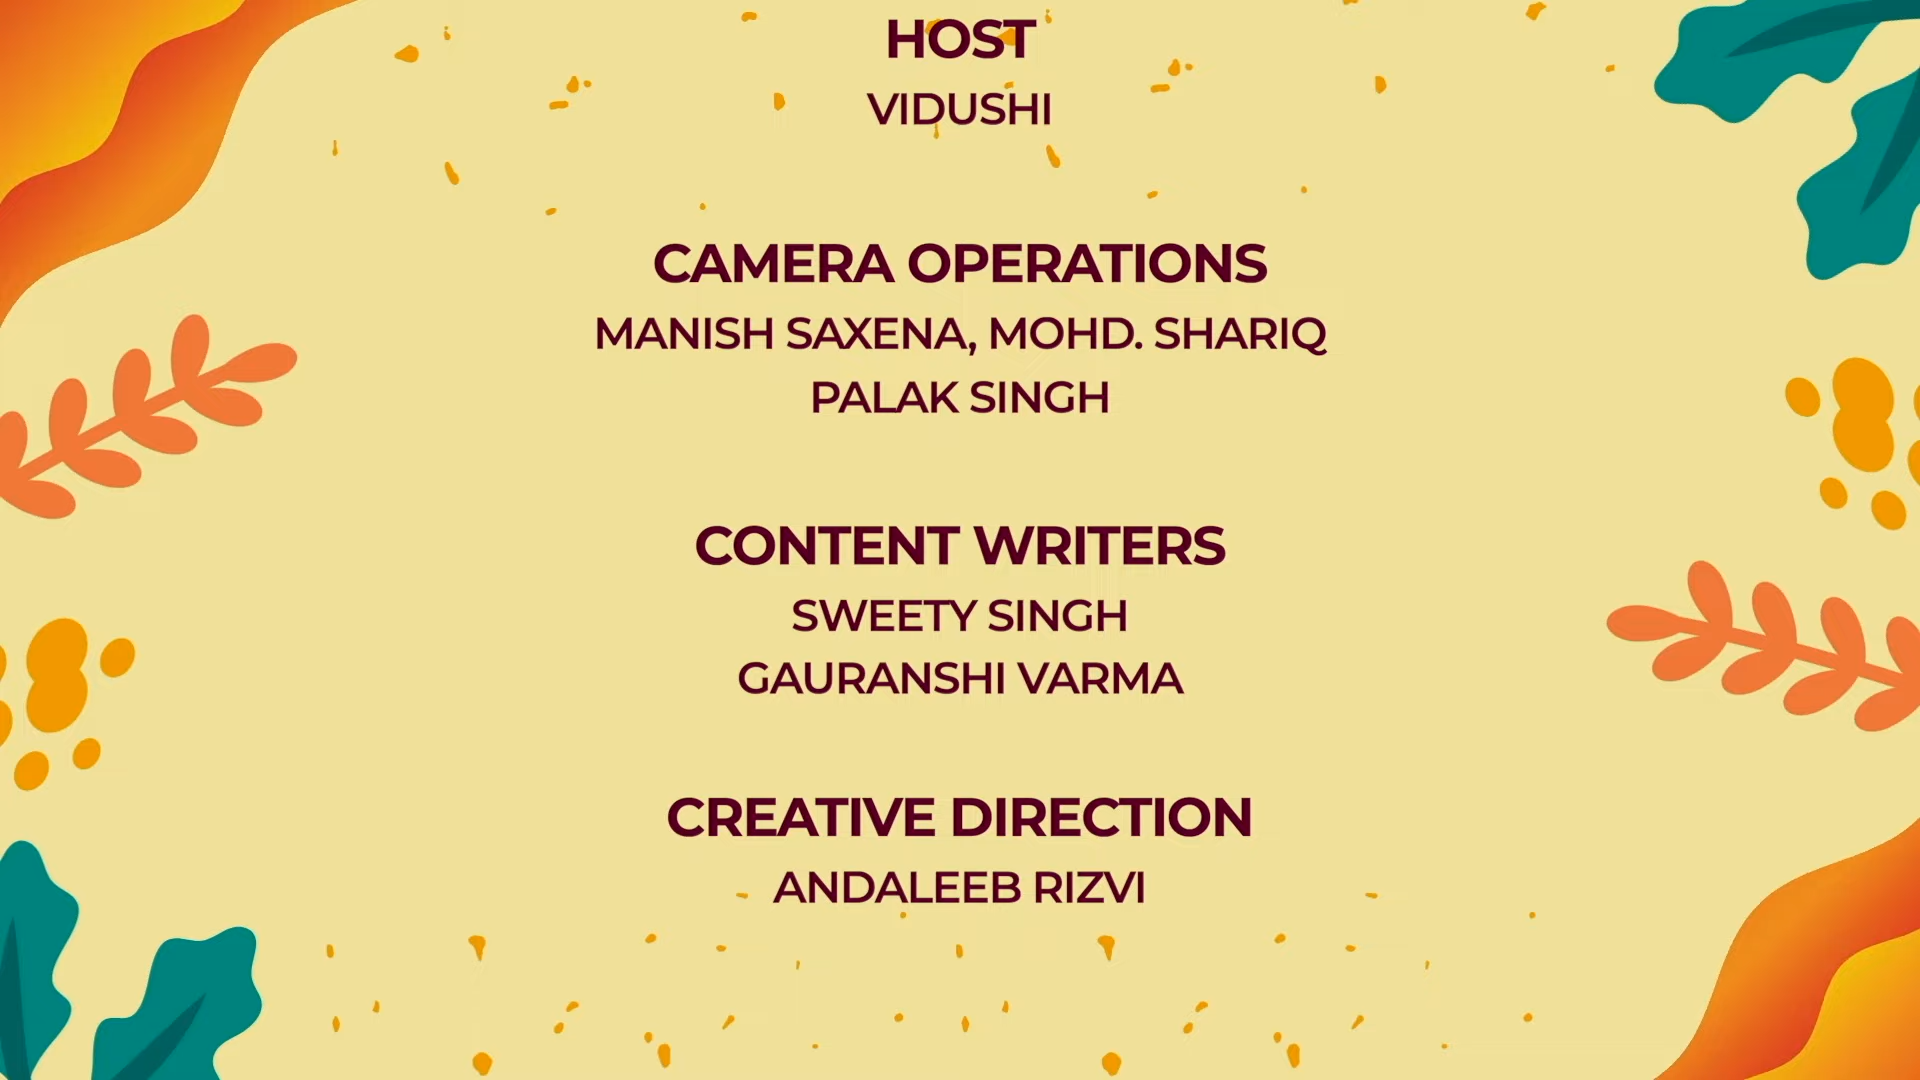 HOST
VIDUSHI
CAMERA OPERATIONS
MANISH SAXENA, MOHD. SHARIQ
PALAK SINGH
CONTENT WRITERS
SWEETY SINGH
GAURANSHI VARMA
CREATIVE DIRECTION
ANDALEEB RIZVI